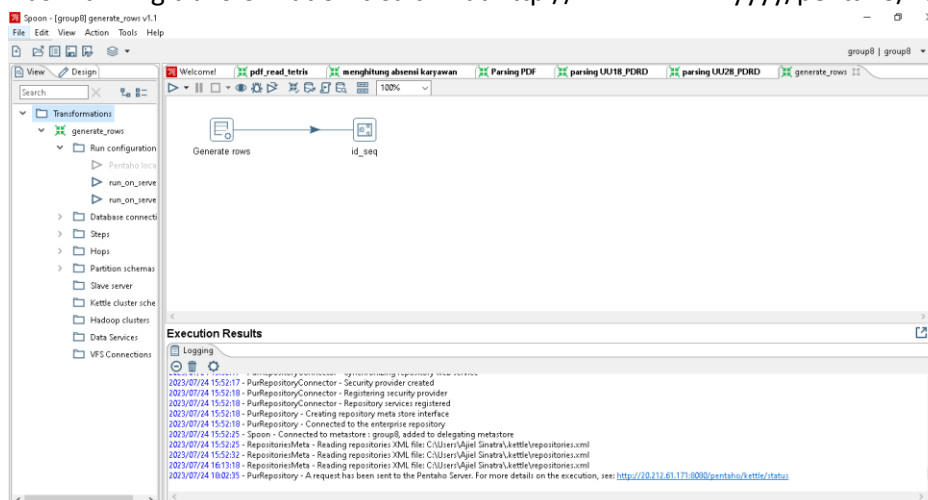 Spoon - [group8] generate_rows v1.1
File Edit View Action Tools Help
group8 | group8
View Design
Welcome! pdf_read_tetris menghitung absensi karyawan Parsing PDF parsing UU18_PDRD parsing UU28_PDRD generate_rows
Search
100%
Transformations
generate_rows
Run configuration
Pentaho loca
run_on_serve
run_on_serve
Database connecti
Steps
Hops
Partition schemas
Slave server
Kettle cluster sche
Hadoop clusters
Data Services
VFS Connections
Generate rows id_seq
Execution Results
Logging
2023/07/24 15:52:17 - PurRepositoryConnector - Security provider created
2023/07/24 15:52:18 - PurRepositoryConnector - Registering security provider
2023/07/24 15:52:18 - PurRepositoryConnector - Repository services registered
2023/07/24 15:52:18 - PurRepository - Creating repository meta store interface
2023/07/24 15:52:18 - PurRepository - Connected to the enterprise repository
2023/07/24 15:52:25 - Spoon - Connected to metastore : group8, added to delegating metastore
2023/07/24 15:52:25 - RepositoriesMeta - Reading repositories XML file: C:\Users\Ajiel Sinatra\.kettle\repositories.xml
2023/07/24 15:52:32 - RepositoriesMeta - Reading repositories XML file: C:\Users\Ajiel Sinatra\.kettle\repositories.xml
2023/07/24 16:13:18 - RepositoriesMeta - Reading repositories XML file: C:\Users\Ajiel Sinatra\.kettle\repositories.xml
2023/07/24 18:02:35 - PurRepository - A request has been sent to the Pentaho Server. For more details on the execution, see: http://20.212.61.171:8080/pentaho/kettle/status